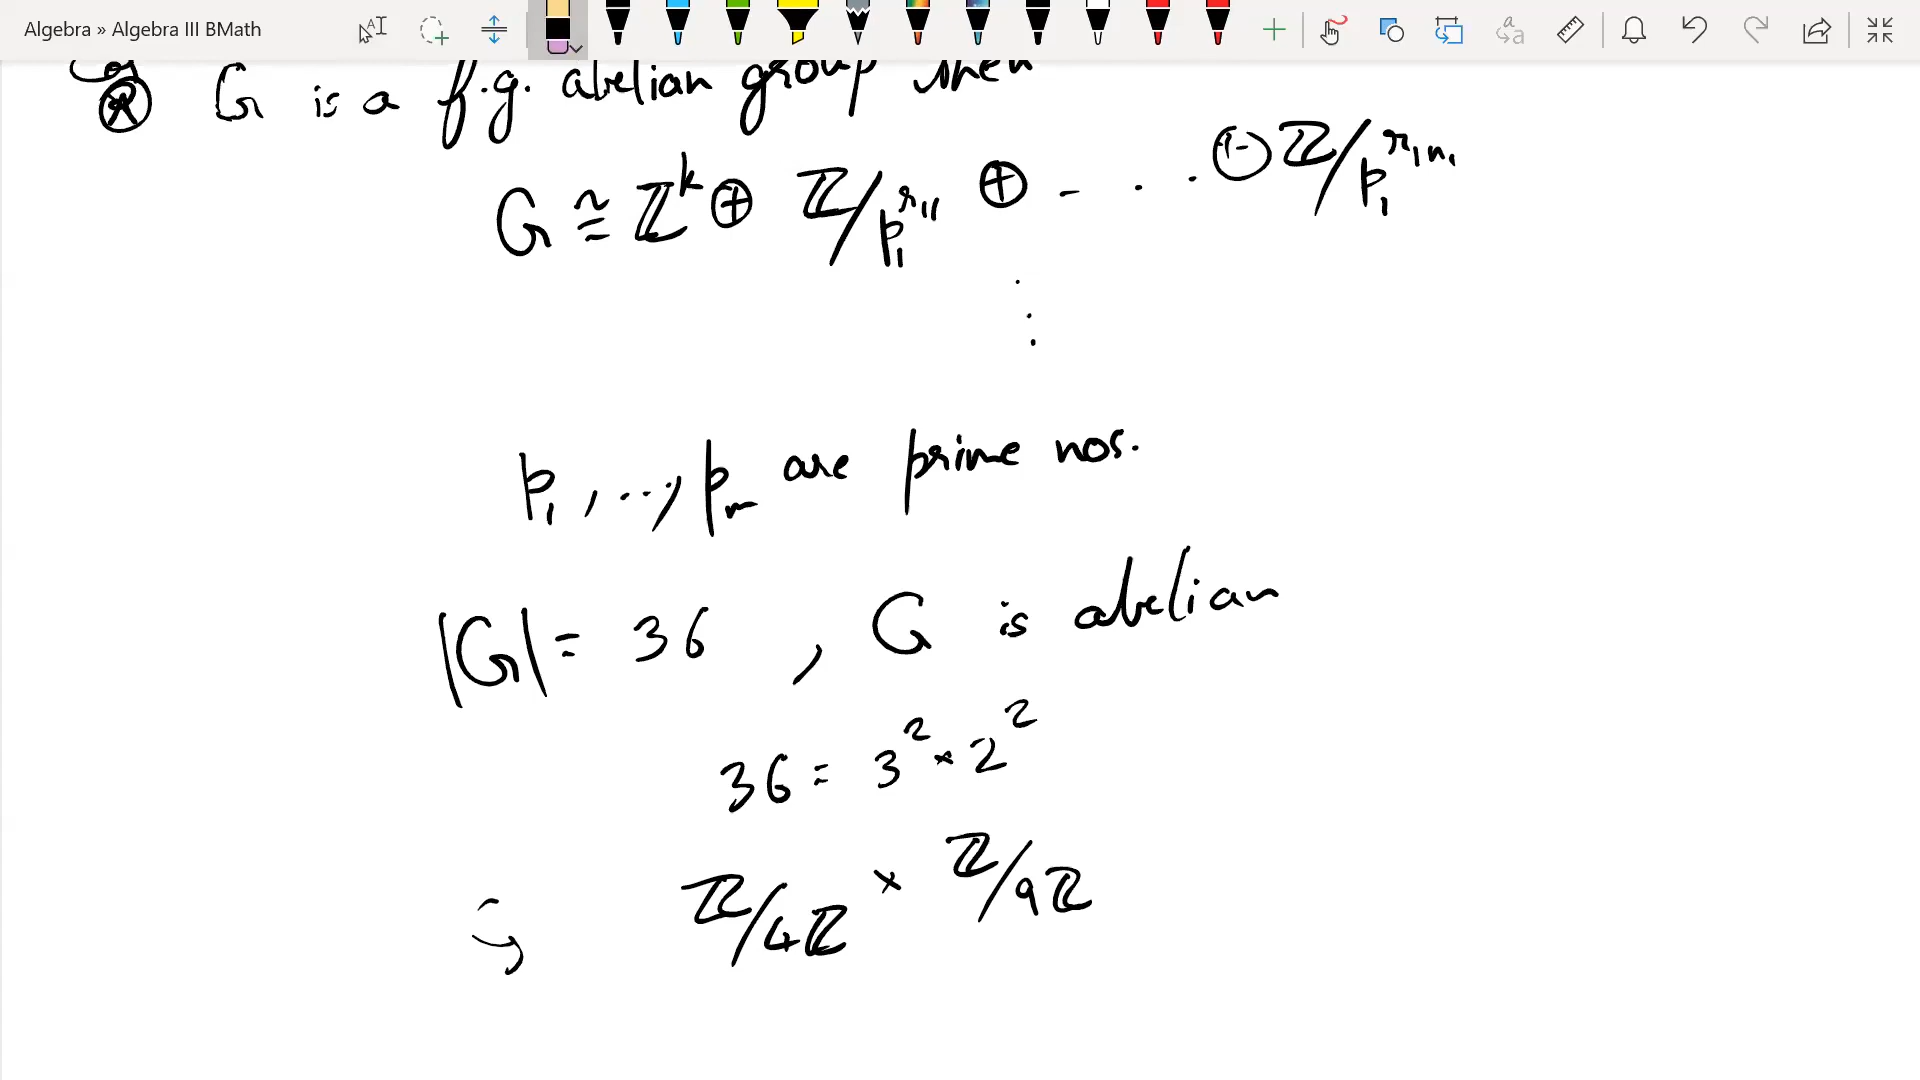 Algebra » Algebra III BMath
G is a f.g. abelian group then
G ≅ ℤ^k ⊕ ℤ/p₁^{r₁₁} ⊕ - . . . ⊕ ℤ/p₁^{r₁n₁}
⋮
p₁, ..., pₘ are prime nos.
|G| = 36 , G is abelian
36 = 3² × 2²
ℤ/4ℤ × ℤ/9ℤ